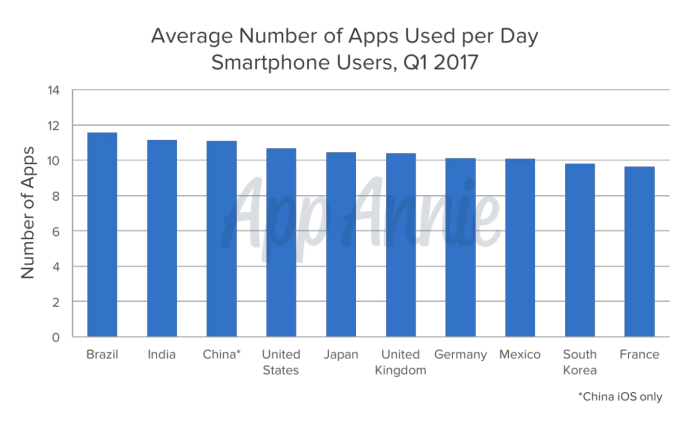 Average Number of Apps Used per Day
Smartphone Users, Q1 2017
Number of Apps
14
12
10
8
6
4
2
0
App Annie
Brazil
India
China*
United
States
Japan
United
Kingdom
Germany
Mexico
South
Korea
France
*China iOS only